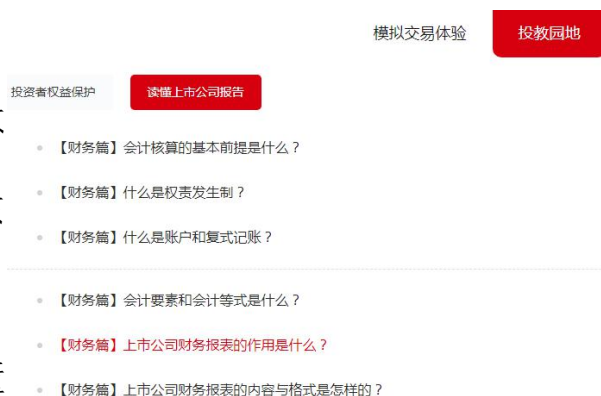 模拟交易体验 投教园地
投资者权益保护 读懂上市公司报告
【财务篇】会计核算的基本前提是什么？
【财务篇】什么是权责发生制？
【财务篇】什么是账户和复式记账？
【财务篇】会计要素和会计等式是什么？
【财务篇】上市公司财务报表的作用是什么？
【财务篇】上市公司财务报表的内容与格式是怎样的？